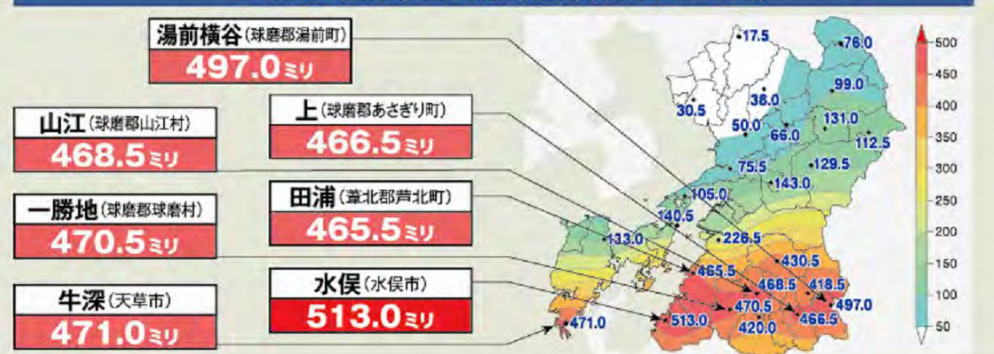 湯前横谷(球磨郡湯前町)
497.0ミリ
山江(球磨郡山江村)
468.5ミリ
上(球磨郡あさぎり町)
466.5ミリ
一勝地(球磨郡球磨村)
470.5ミリ
田浦(葦北郡芦北町)
465.5ミリ
牛深(天草市)
471.0ミリ
水俣(水俣市)
513.0ミリ
17.5
76.0
30.5
38.0
99.0
50.0
66.0
131.0
112.5
75.5
129.5
143.0
105.0
140.5
133.0
226.5
430.5
465.5
468.5
418.5
470.5
497.0
471.0
513.0
420.0
466.5
500
450
400
350
300
250
200
150
100
50